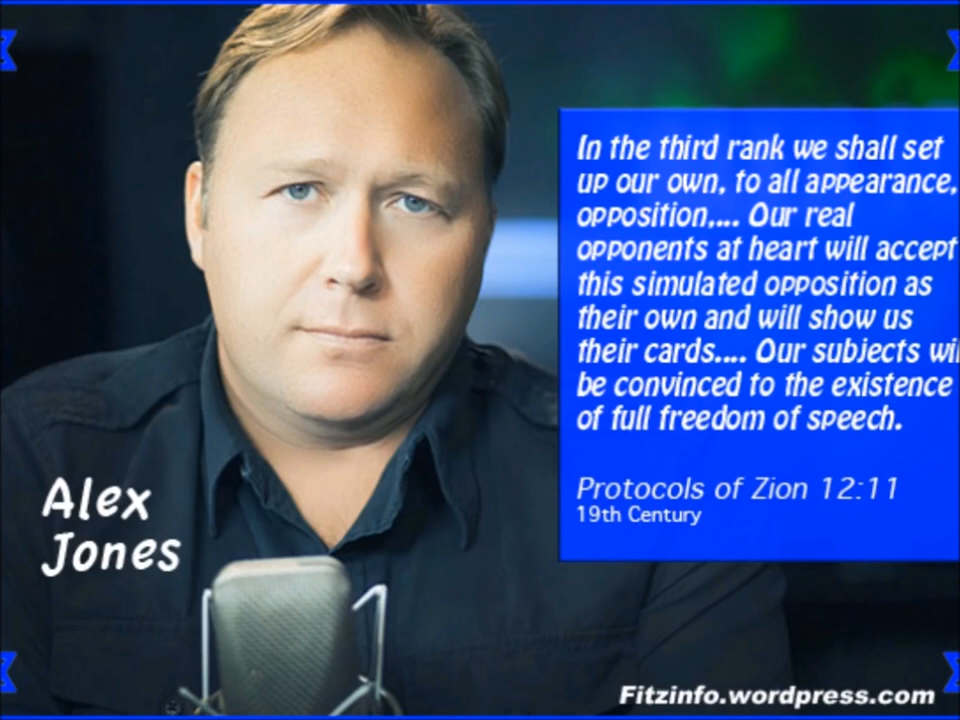 In the third rank we shall set
up our own, to all appearance,
opposition,... Our real
opponents at heart will accept
this simulated opposition as
their own and will show us
their cards.... Our subjects wil
be convinced to the existence
of full freedom of speech.
Protocols of Zion 12:11
19th Century
Alex
Jones
Fitzinfo.wordpress.com